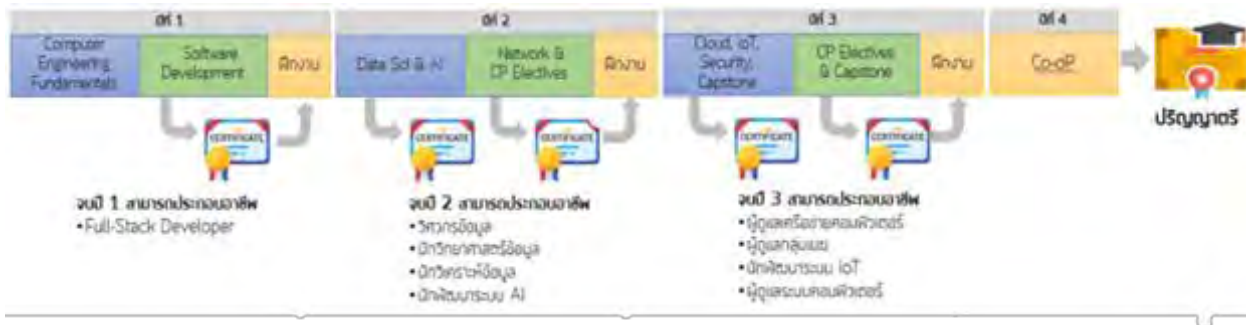 ปีที่ 1
ปีที่ 2
ปีที่ 3
ปีที่ 4
Computer
Engineering
Fundamentals
Software
Development
ฝึกงาน
Data Sci & AI
Network &
CP Electives
ฝึกงาน
Cloud, IoT,
Security,
Capstone
CP Electives
& Capstone
ฝึกงาน
Co-oP
ปริญญาตรี
CERTIFICATE
CERTIFICATE
CERTIFICATE
CERTIFICATE
CERTIFICATE
จบปี 1 สามารถประกอบอาชีพ
•Full-Stack Developer
จบปี 2 สามารถประกอบอาชีพ
•วิศวกรข้อมูล
•นักวิทยาศาสตร์ข้อมูล
•นักวิเคราะห์ข้อมูล
•นักพัฒนาระบบ AI
จบปี 3 สามารถประกอบอาชีพ
•ผู้ดูแลเครือข่ายคอมพิวเตอร์
•ผู้ดูแลกลุ่มเมฆ
•นักพัฒนาระบบ IoT
•ผู้ดูแลระบบคอมพิวเตอร์